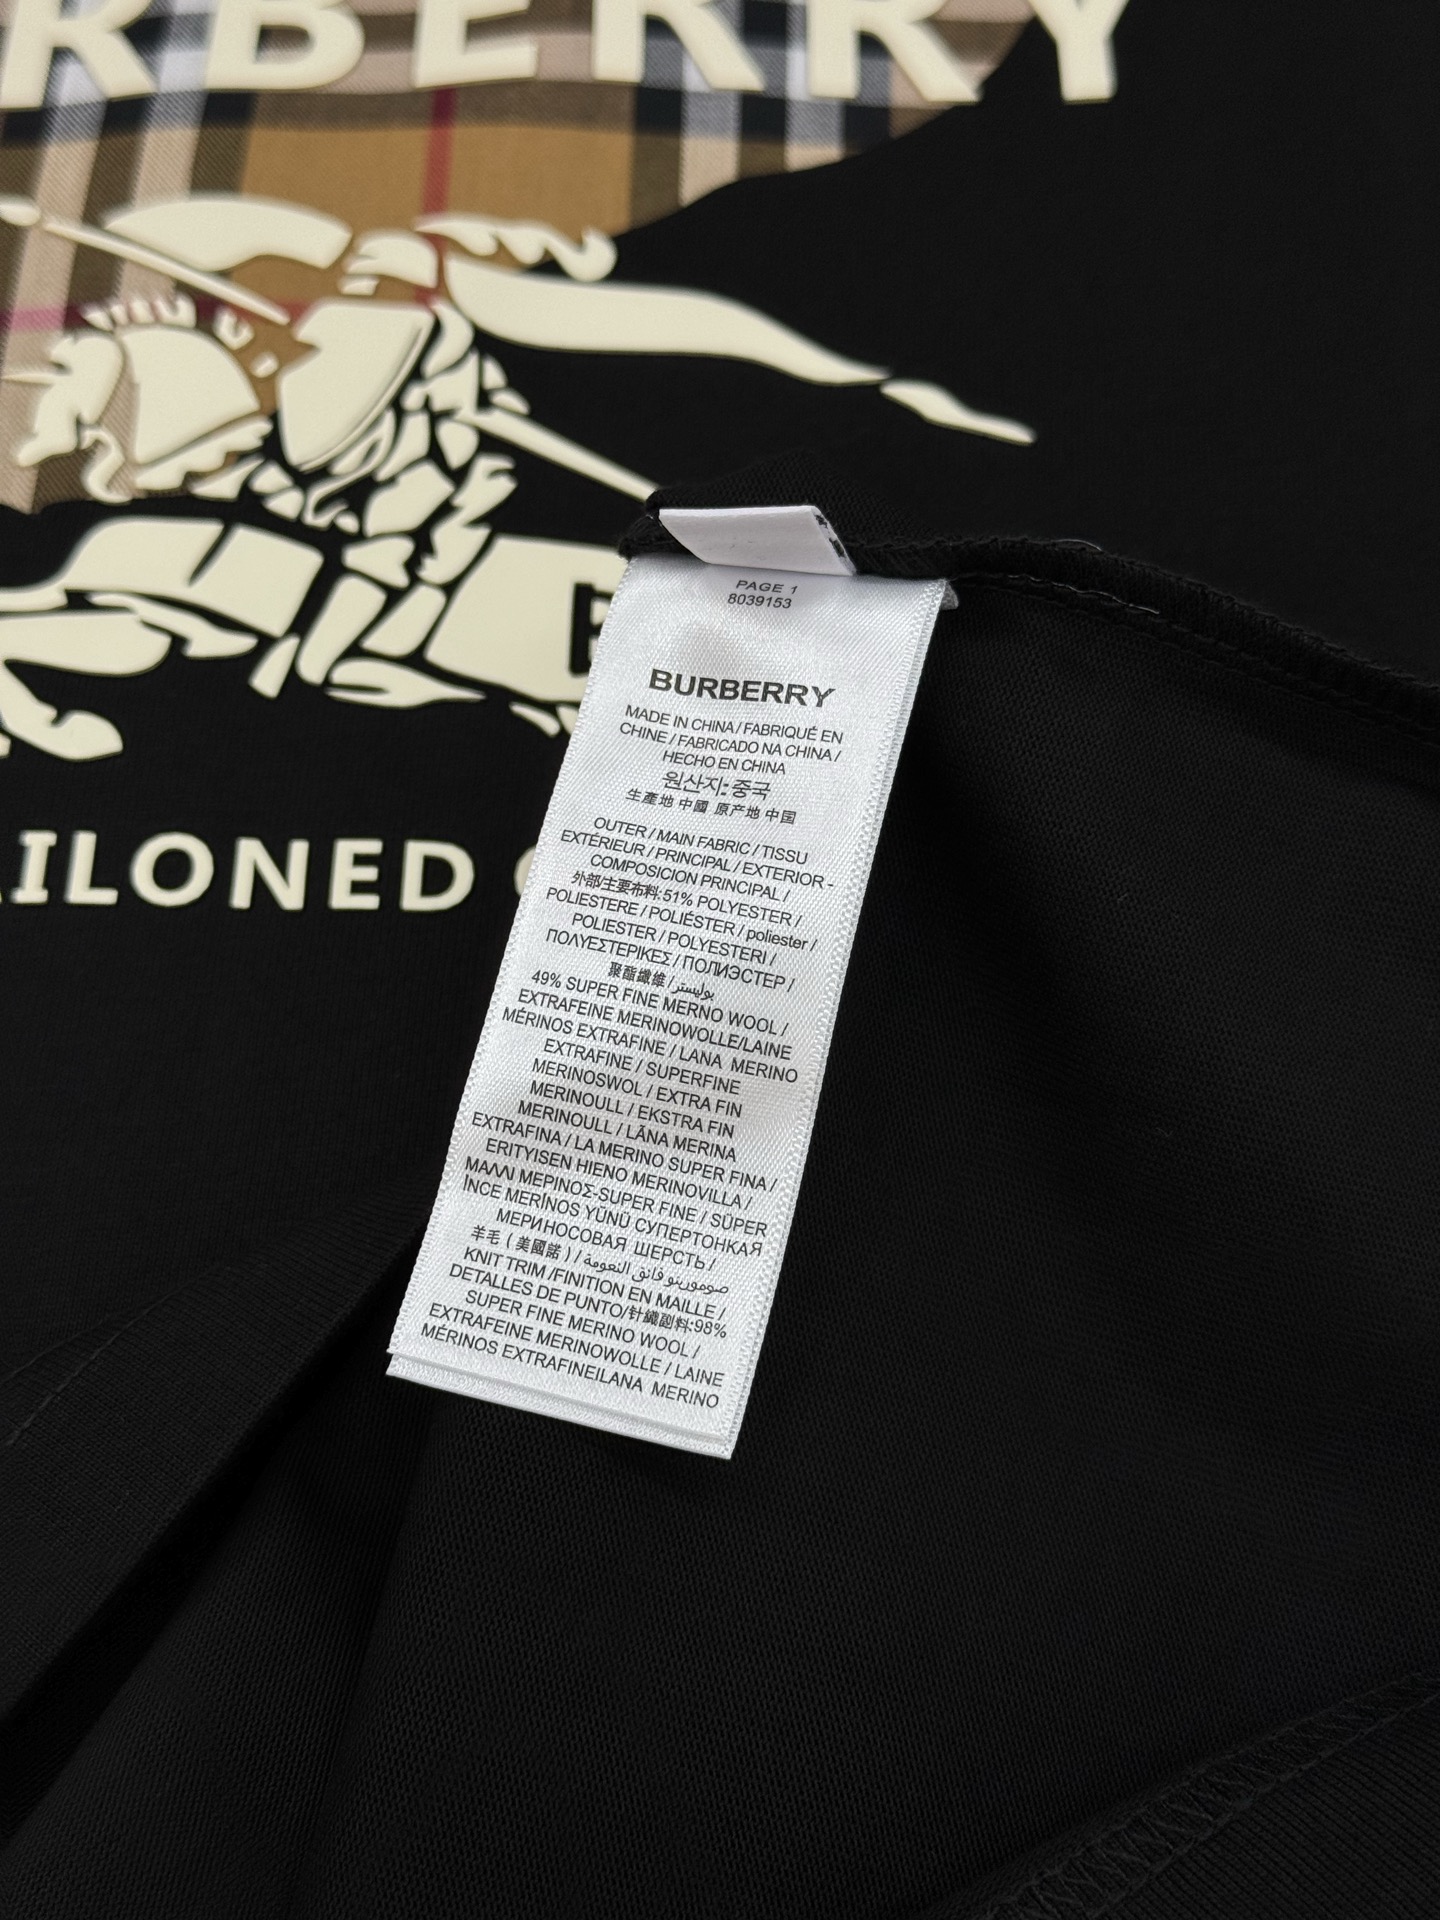 RBERRY
AILONED
PAGE 1
8039153
BURBERRY
MADE IN CHINA / FABRIQUÉ EN
CHINE / FABRICADO NA CHINA /
HECHO EN CHINA
원산지: 중국
生產地 中國 原产地 中国
OUTER / MAIN FABRIC / TISSU
EXTÉRIEUR / PRINCIPAL / EXTERIOR -
COMPOSICION PRINCIPAL /
外部/主要布料:51% POLYESTER /
POLIESTERE / POLIÉSTER / poliester /
POLIESTER / POLYESTERI /
ΠΟΛΥΕΣΤΕΡΙΚΕΣ / ПОЛИЭСТЕР /
聚酯纖維 / بوليستر
49% SUPER FINE MERNO WOOL /
EXTRAFEINE MERINOWOLLE/LAINE
MÉRINOS EXTRAFINE / LANA MERINO
EXTRAFINE / SUPERFINE
MERINOSWOL / EXTRA FIN
MERINOULL / EKSTRA FIN
MERINOULL / LÃNA MERINA
EXTRAFINA / LA MERINO SUPER FINA /
ERITYISEN HIENO MERINOVILLA /
ΜΑΛΛΙ ΜΕΡΙΝΟΣ-SUPER FINE / SÜPER
İNCE MERİNOS YÜNÜ СУПЕРТОНКАЯ
МЕРИНОСОВАЯ ШЕРСТЬ /
羊毛 ( 美國諾 ) / صوفمورينو فائق النعومة
KNIT TRIM /FINITION EN MAILLE /
DETALLES DE PUNTO/針織副料:98%
SUPER FINE MERINO WOOL /
EXTRAFEINE MERINOWOLLE / LAINE
MÉRINOS EXTRAFINEILANA MERINO